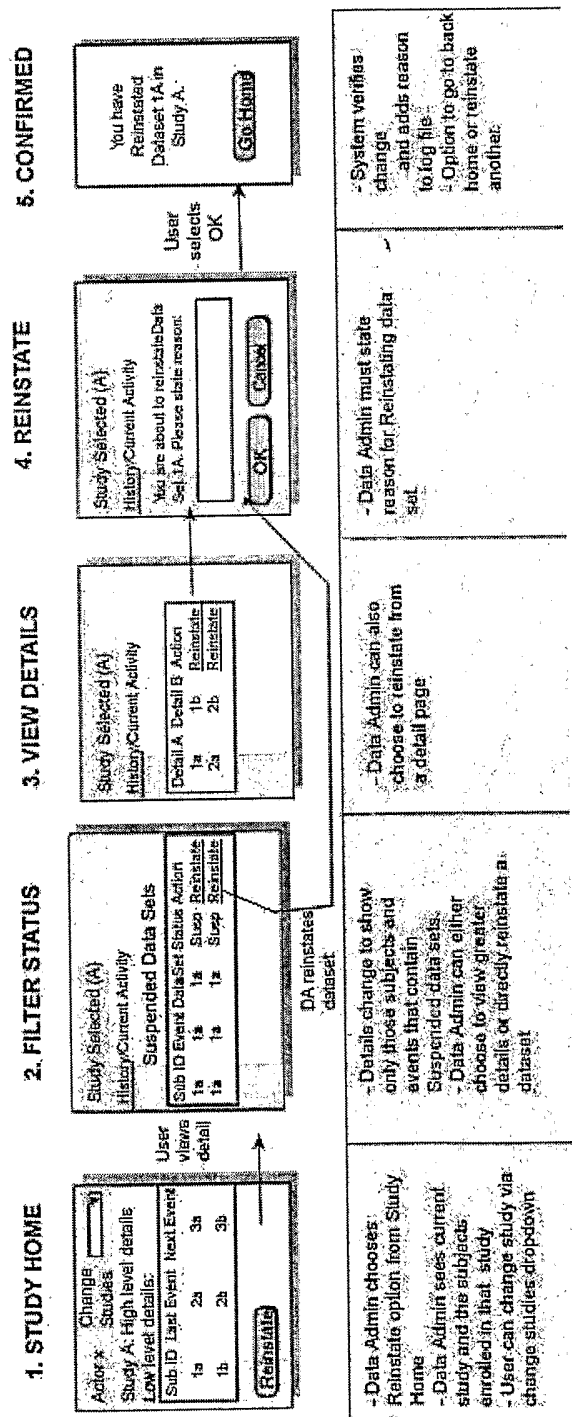 1. STUDY HOME
Actor x
Change
Studies
Study A: High level details
Low level details:
Sub ID Last Event Next Event
1a 2a 3a
1b 2b 3b
Reinstate
User
views
detail
2. FILTER STATUS
Study Selected (A)
History/Current Activity
Suspended Data Sets
Sub ID Event DataSet Status Action
1a 1a 1a Susp Reinstate
1a 1a 1a Susp Reinstate
DA reinstates
dataset
3. VIEW DETAILS
Study Selected (A)
History/Current Activity
Detail A Detail B Action
1a 1b Reinstate
2a 2b Reinstate
4. REINSTATE
Study Selected (A)
History/Current Activity
You are about to reinstateData
Set 1A. Please state reason:
OK
Cancel
User
selects
OK
5. CONFIRMED
You have
Reinstated
Dataset 1A in
Study A.
Go Home
- Data Admin chooses
Reinstate option from Study
Home
- Data Admin sees current
study and the subjects
enrolled in that study
- User can change study via
change studies dropdown
- Details change to show
only those subjects and
events that contain
Suspended data sets.
- Data Admin can either
choose to view greater
details or directly reinstate a
dataset
- Data Admin can also
choose to reinstate from
a detail page
- Data Admin must state
reason for Reinstating data
set.
- System verifies
change
and adds reason
to log file
- Option to go to back
home or reinstate
another.